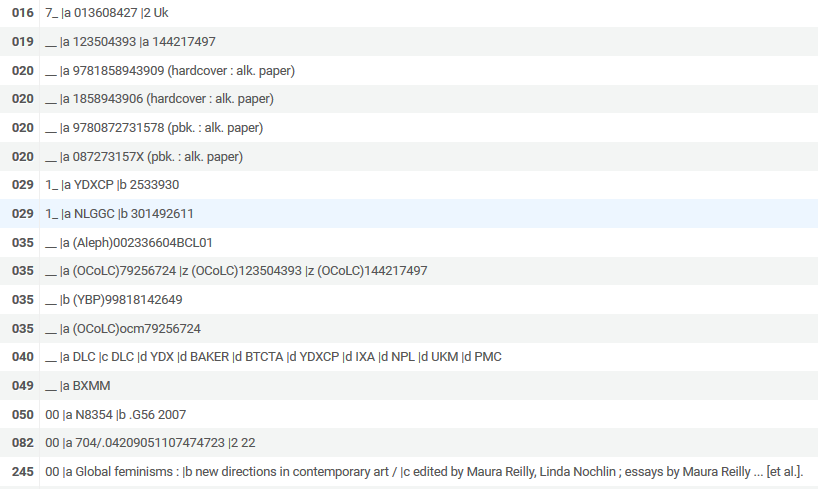 016 7_ |a 013608427 |2 Uk
019 __ |a 123504393 |a 144217497
020 __ |a 9781858943909 (hardcover : alk. paper)
020 __ |a 1858943906 (hardcover : alk. paper)
020 __ |a 9780872731578 (pbk. : alk. paper)
020 __ |a 087273157X (pbk. : alk. paper)
029 1_ |a YDXCP |b 2533930
029 1_ |a NLGGC |b 301492611
035 __ |a (Aleph)002336604BCL01
035 __ |a (OCoLC)79256724 |z (OCoLC)123504393 |z (OCoLC)144217497
035 __ |b (YBP)99818142649
035 __ |a (OCoLC)ocm79256724
040 __ |a DLC |c DLC |d YDX |d BAKER |d BTCTA |d YDXCP |d IXA |d NPL |d UKM |d PMC
049 __ |a BXMM
050 00 |a N8354 |b .G56 2007
082 00 |a 704/.04209051107474723 |2 22
245 00 |a Global feminisms : |b new directions in contemporary art / |c edited by Maura Reilly, Linda Nochlin ; essays by Maura Reilly ... [et al.].